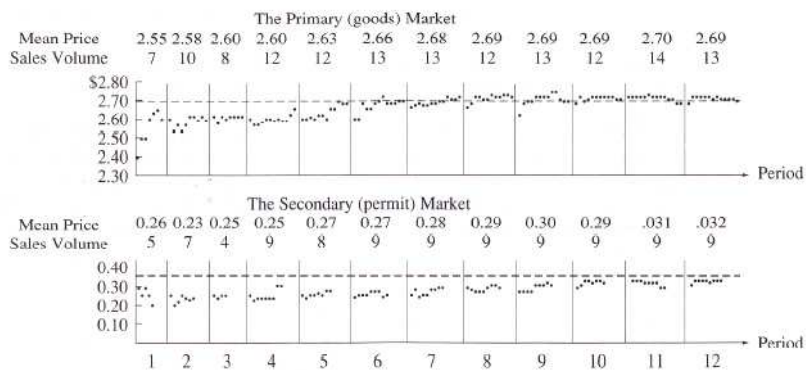 The Primary (goods) Market
Mean Price 2.55 2.58 2.60 2.60 2.63 2.66 2.68 2.69 2.69 2.69 2.70 2.69
Sales Volume 7 10 8 12 12 13 13 12 13 12 14 13
$2.80
2.70
2.60
2.50
2.40
2.30
Period
The Secondary (permit) Market
Mean Price 0.26 0.23 0.25 0.25 0.27 0.27 0.28 0.29 0.30 0.29 .031 .032
Sales Volume 5 7 4 9 8 9 9 9 9 9 9 9
0.40
0.30
0.20
0.10
Period
1 2 3 4 5 6 7 8 9 10 11 12